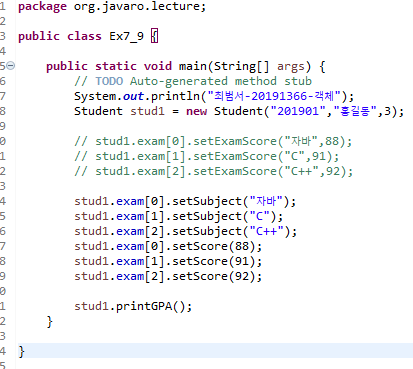 1 package org.javaro.lecture;
2
3 public class Ex7_9 {
4
5 public static void main(String[] args) {
6 // TODO Auto-generated method stub
7 System.out.println("최범서-20191366-객체");
8 Student stud1 = new Student("201901","홍길동",3);
9
0 // stud1.exam[0].setExamScore("자바",88);
1 // stud1.exam[1].setExamScore("C",91);
2 // stud1.exam[2].setExamScore("C++",92);
3
4 stud1.exam[0].setSubject("자바");
5 stud1.exam[1].setSubject("C");
6 stud1.exam[2].setSubject("C++");
7 stud1.exam[0].setScore(88);
8 stud1.exam[1].setScore(91);
9 stud1.exam[2].setScore(92);
0
1 stud1.printGPA();
2 }
3
4 }
5